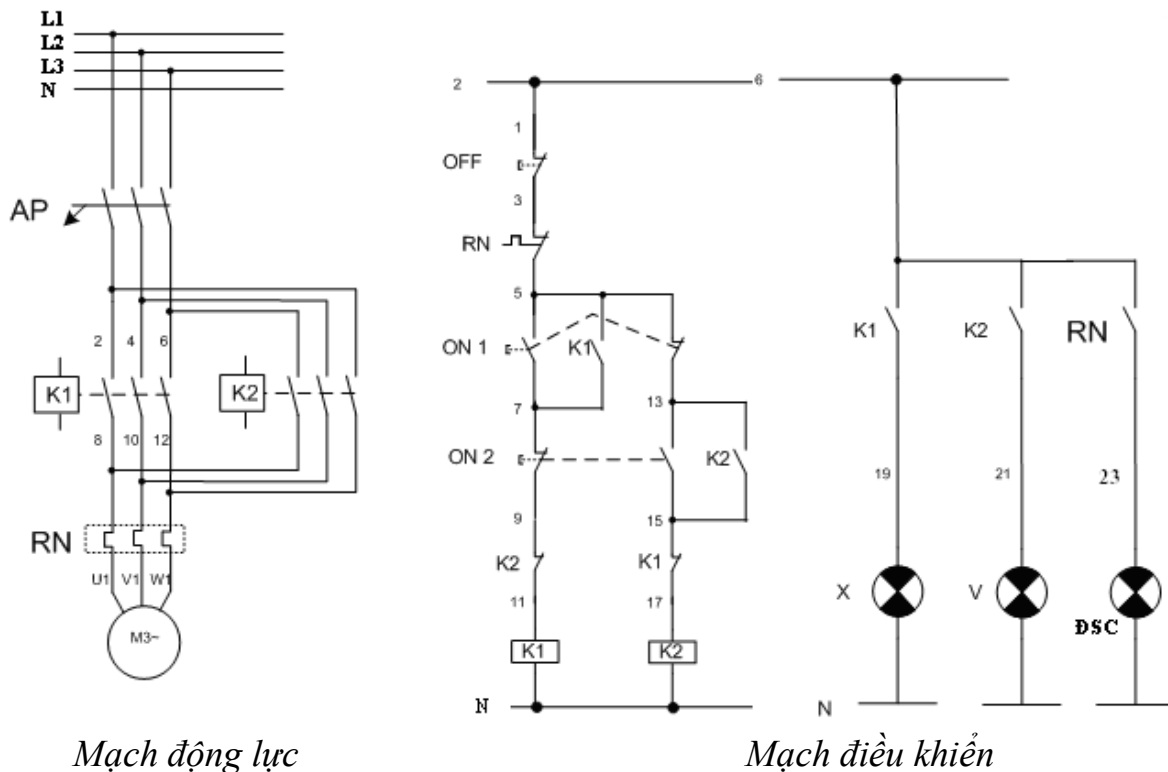 L1
L2
L3
N
AP
2 4 6
K1
K2
8 10 12
RN
U1 V1 W1
M3~
Mạch động lực
2
6
1
OFF
3
RN
5
ON 1
K1
7
13
ON 2
K2
9
15
K2
K1
11
17
K1
K2
N
K1
K2
RN
19
21
23
X
V
ĐSC
N
Mạch điều khiển